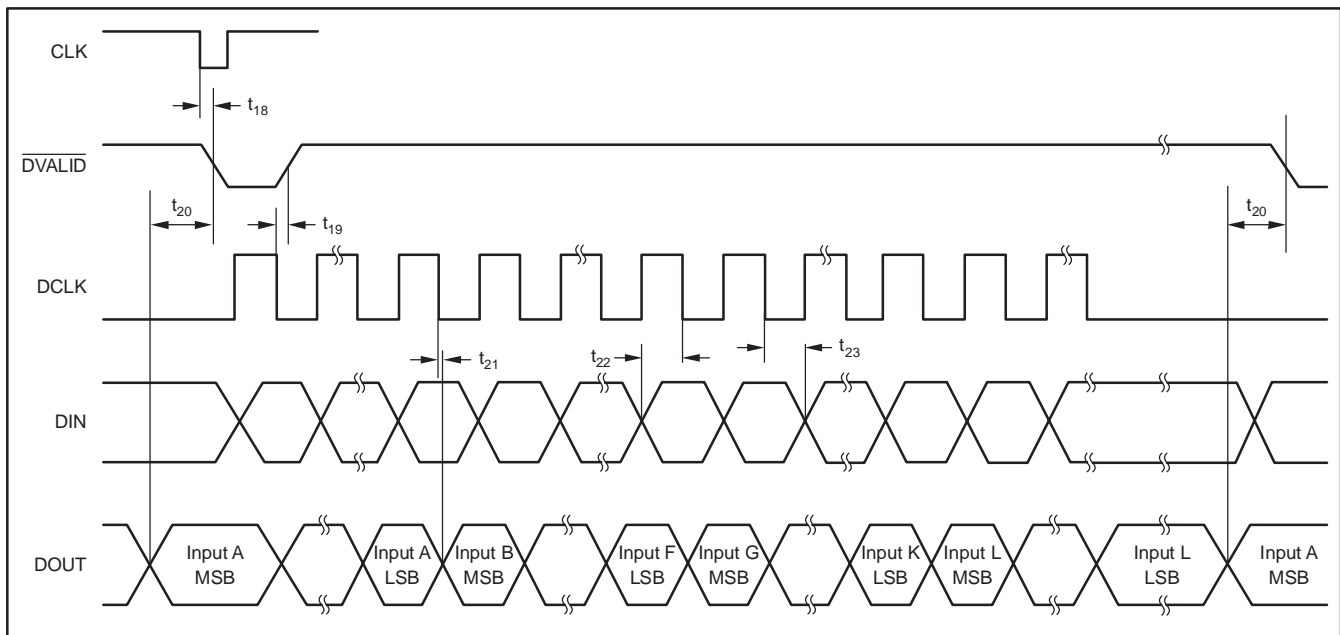 CLK
t18
DVALID
t20
t19
t20
DCLK
t21
t22
t23
DIN
DOUT
Input A
MSB
Input A
LSB
Input B
MSB
Input F
LSB
Input G
MSB
Input K
LSB
Input L
MSB
Input L
LSB
Input A
MSB